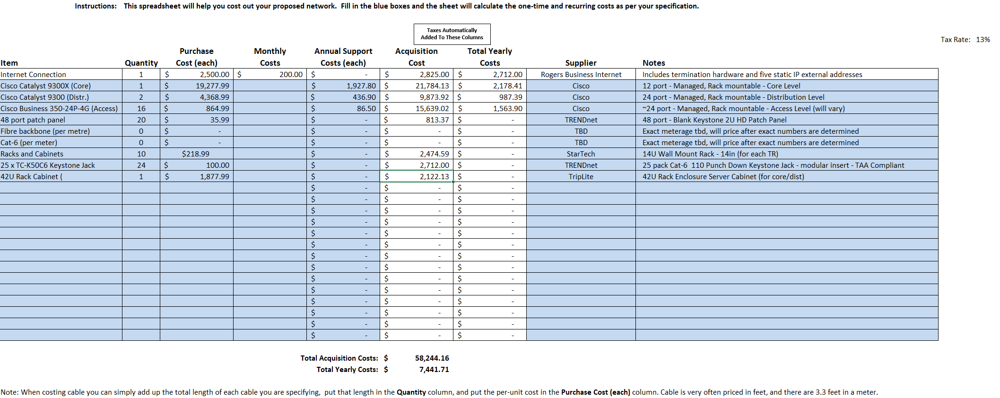 Instructions: This spreadsheet will help you cost out your proposed network. Fill in the blue boxes and the sheet will calculate the one-time and recurring costs as per your specification.
Taxes Automatically
Added To These Columns
Tax Rate: 13%
Purchase Monthly Annual Support Acquisition Total Yearly
Item Quantity Cost (each) Costs Costs (each) Cost Costs Supplier Notes
Internet Connection 1 $ 2,500.00 $ 200.00 $ - $ 2,825.00 $ 2,712.00 Rogers Business Internet Includes termination hardware and five static IP external addresses
Cisco Catalyst 9300X (Core) 1 $ 19,277.99 $ 1,927.80 $ 21,784.13 $ 2,178.41 Cisco 12 port - Managed, Rack mountable - Core Level
Cisco Catalyst 9300 (Distr.) 2 $ 4,368.99 $ 436.90 $ 9,873.92 $ 987.39 Cisco 24 port - Managed, Rack mountable - Distribution Level
Cisco Business 350-24P-4G (Access) 16 $ 864.99 $ 86.50 $ 15,639.02 $ 1,563.90 Cisco ~24 port - Managed, Rack mountable - Access Level (will vary)
48 port patch panel 20 $ 35.99 $ - $ 813.37 $ - TRENDnet 48 port - Blank Keystone 2U HD Patch Panel
Fibre backbone (per metre) 0 $ - $ - $ - $ - TBD Exact meterage tbd, will price after exact numbers are determined
Cat-6 (per meter) 0 $ - $ - $ - $ - TBD Exact meterage tbd, will price after exact numbers are determined
Racks and Cabinets 10 $218.99 $ - $ 2,474.59 $ - StarTech 14U Wall Mount Rack - 14in (for each TR)
25 x TC-K50C6 Keystone Jack 24 $ 100.00 $ - $ 2,712.00 $ - TRENDnet 25 pack Cat-6 110 Punch Down Keystone Jack - modular insert - TAA Compliant
42U Rack Cabinet ( 1 $ 1,877.99 $ - $ 2,122.13 $ - TripLite 42U Rack Enclosure Server Cabinet (for core/dist)
$ - $ - $ -
$ - $ - $ -
$ - $ - $ -
$ - $ - $ -
$ - $ - $ -
$ - $ - $ -
$ - $ - $ -
$ - $ - $ -
$ - $ - $ -
$ - $ - $ -
$ - $ - $ -
$ - $ - $ -
$ - $ - $ -
$ - $ - $ -
Total Acquisition Costs: $ 58,244.16
Total Yearly Costs: $ 7,441.71
Note: When costing cable you can simply add up the total length of each cable you are specifying, put that length in the Quantity column, and put the per-unit cost in the Purchase Cost (each) column. Cable is very often priced in feet, and there are 3.3 feet in a meter.